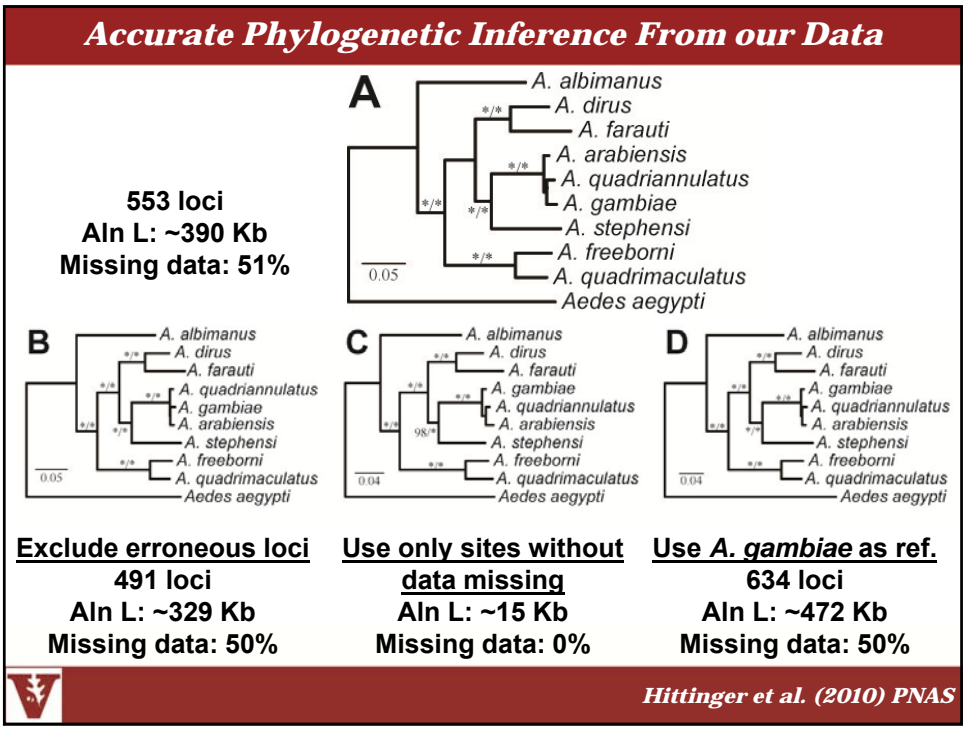 Accurate Phylogenetic Inference From our Data
A
A. albimanus
A. dirus
A. farauti
A. arabiensis
A. quadriannulatus
A. gambiae
A. stephensi
A. freeborni
A. quadrimaculatus
Aedes aegypti
*/*
*/*
*/*
*/*
*/*
0.05
553 loci
Aln L: ~390 Kb
Missing data: 51%
B
A. albimanus
A. dirus
A. farauti
A. quadriannulatus
A. gambiae
A. arabiensis
A. stephensi
A. freeborni
A. quadrimaculatus
Aedes aegypti
*/*
*/*
*/*
*/*
*/*
*/*
0.05
C
A. albimanus
A. dirus
A. farauti
A. gambiae
A. quadriannulatus
A. arabiensis
A. stephensi
A. freeborni
A. quadrimaculatus
Aedes aegypti
*/*
*/*
*/*
*/*
98/*
*/*
0.04
D
A. albimanus
A. dirus
A. farauti
A. gambiae
A. quadriannulatus
A. arabiensis
A. stephensi
A. freeborni
A. quadrimaculatus
Aedes aegypti
*/*
*/*
*/*
*/*
*/*
*/*
0.04
Exclude erroneous loci
491 loci
Aln L: ~329 Kb
Missing data: 50%
Use only sites without
data missing
Aln L: ~15 Kb
Missing data: 0%
Use A. gambiae as ref.
634 loci
Aln L: ~472 Kb
Missing data: 50%
V
Hittinger et al. (2010) PNAS